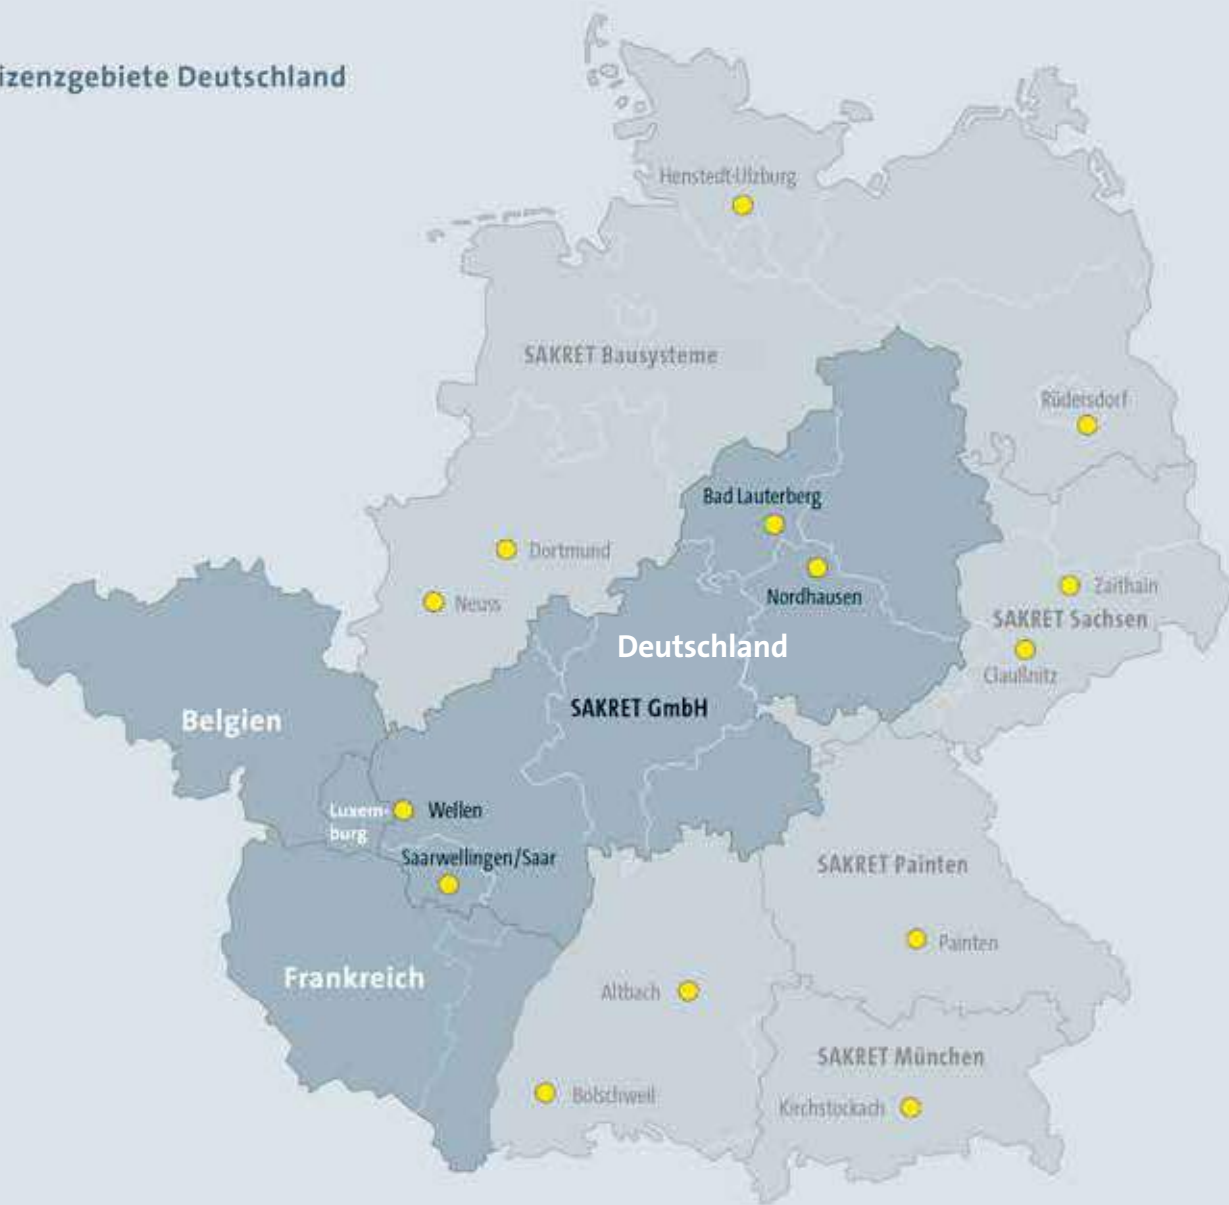 izenzgebiete Deutschland
Henstedt-Ulzburg
SAKRET Bausysteme
Rüdersdorf
Bad Lauterberg
Dortmund
Nordhausen
Zaithain
Neuss
SAKRET Sachsen
Deutschland
Claußnitz
SAKRET GmbH
Belgien
Luxem-
burg
Wellen
Saarwellingen/Saar
SAKRET Painten
Painten
Frankreich
Altbach
SAKRET München
Bolschweil
Kirchstockach